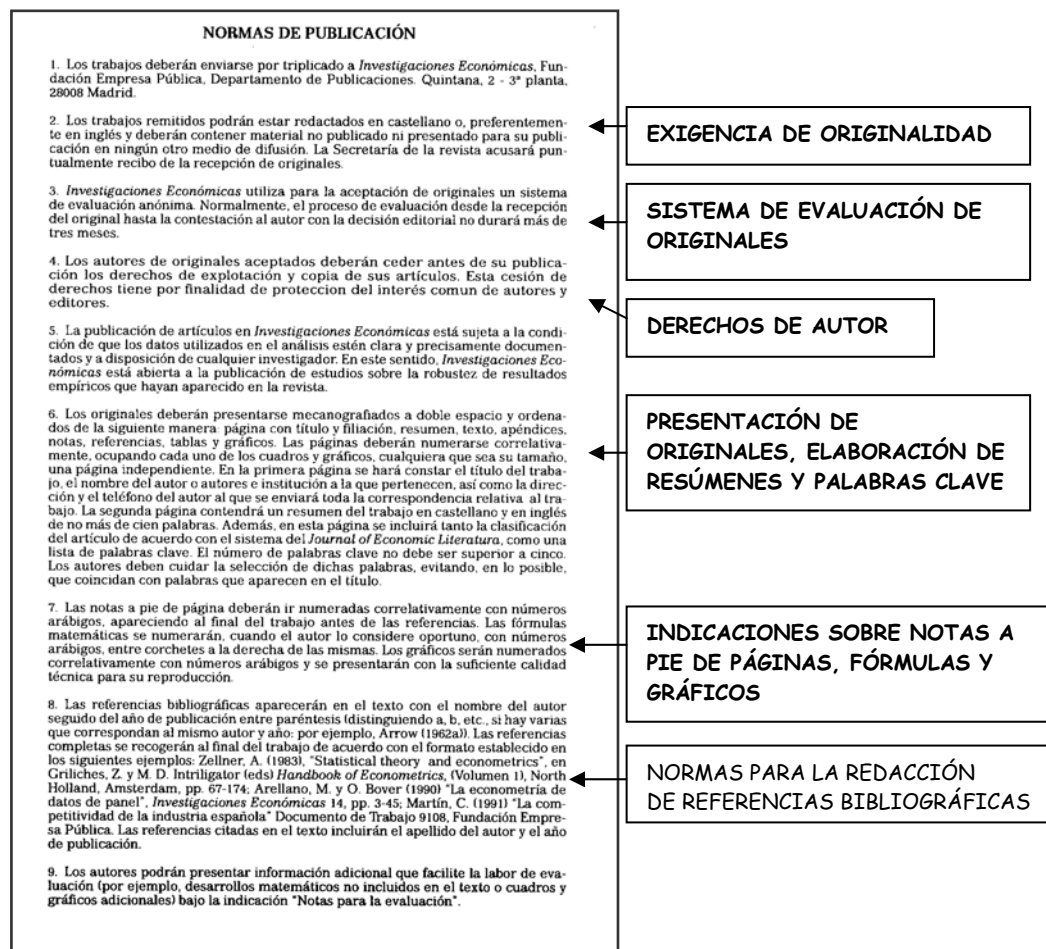 NORMAS DE PUBLICACIÓN
1. Los trabajos deberán enviarse por triplicado a Investigaciones Económicas, Fun-
dación Empresa Pública, Departamento de Publicaciones. Quintana, 2 - 3ª planta.
28008 Madrid.
2. Los trabajos remitidos podrán estar redactados en castellano o, preferentemen-
te en inglés y deberán contener material no publicado ni presentado para su publi-
cación en ningún otro medio de difusión. La Secretaría de la revista acusará pun-
tualmente recibo de la recepción de originales.
3. Investigaciones Económicas utiliza para la aceptación de originales un sistema
de evaluación anónima. Normalmente, el proceso de evaluación desde la recepción
del original hasta la contestación al autor con la decisión editorial no durará más de
tres meses.
4. Los autores de originales aceptados deberán ceder antes de su publica-
ción los derechos de explotación y copia de sus artículos. Esta cesión de
derechos tiene por finalidad de proteccion del interés comun de autores y
editores.
5. La publicación de artículos en Investigaciones Económicas está sujeta a la condi-
ción de que los datos utilizados en el análisis estén clara y precisamente documen-
tados y a disposición de cualquier investigador. En este sentido, Investigaciones Eco-
nómicas está abierta a la publicación de estudios sobre la robustez de resultados
empíricos que hayan aparecido en la revista.
6. Los originales deberán presentarse mecanografiados a doble espacio y ordena-
dos de la siguiente manera: página con título y filiación, resumen, texto, apéndices,
notas, referencias, tablas y gráficos. Las páginas deberán numerarse correlativa-
mente, ocupando cada uno de los cuadros y gráficos, cualquiera que sea su tamaño,
una página independiente. En la primera página se hará constar el título del traba-
jo, el nombre del autor o autores e institución a la que pertenecen, así como la direc-
ción y el teléfono del autor al que se enviará toda la correspondencia relativa al tra-
bajo. La segunda página contendrá un resumen del trabajo en castellano y en inglés
de no más de cien palabras. Además, en esta página se incluirá tanto la clasificación
del artículo de acuerdo con el sistema del Journal of Economic Literatura, como una
lista de palabras clave. El número de palabras clave no debe ser superior a cinco.
Los autores deben cuidar la selección de dichas palabras, evitando, en lo posible,
que coincidan con palabras que aparecen en el título.
7. Las notas a pie de página deberán ir numeradas correlativamente con números
arábigos, apareciendo al final del trabajo antes de las referencias. Las fórmulas
matemáticas se numerarán, cuando el autor lo considere oportuno, con números
arábigos, entre corchetes a la derecha de las mismas. Los gráficos serán numerados
correlativamente con números arábigos y se presentarán con la suficiente calidad
técnica para su reproducción.
8. Las referencias bibliográficas aparecerán en el texto con el nombre del autor
seguido del año de publicación entre paréntesis (distinguiendo a, b, etc., si hay varias
que correspondan al mismo autor y año: por ejemplo, Arrow (1962a)). Las referencias
completas se recogerán al final del trabajo de acuerdo con el formato establecido en
los siguientes ejemplos: Zellner, A. (1983), "Statistical theory and econometrics", en
Griliches, Z. y M. D. Intriligator (eds) Handbook of Econometrics, (Volumen 1), North
Holland, Amsterdam, pp. 67-174; Arellano, M. y O. Bover (1990) "La econometría de
datos de panel", Investigaciones Económicas 14, pp. 3-45; Martín, C. (1991) "La com-
petitividad de la industria española" Documento de Trabajo 9108, Fundación Empre-
sa Pública. Las referencias citadas en el texto incluirán el apellido del autor y el año
de publicación.
9. Los autores podrán presentar información adicional que facilite la labor de eva-
luación (por ejemplo, desarrollos matemáticos no incluidos en el texto o cuadros y
gráficos adicionales) bajo la indicación "Notas para la evaluación".
EXIGENCIA DE ORIGINALIDAD
SISTEMA DE EVALUACIÓN DE
ORIGINALES
DERECHOS DE AUTOR
PRESENTACIÓN DE
ORIGINALES, ELABORACIÓN DE
RESÚMENES Y PALABRAS CLAVE
INDICACIONES SOBRE NOTAS A
PIE DE PÁGINAS, FÓRMULAS Y
GRÁFICOS
NORMAS PARA LA REDACCIÓN
DE REFERENCIAS BIBLIOGRÁFICAS